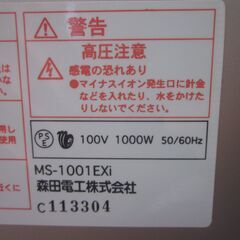 警告
高圧注意
感電の恐れあり
●マイナスイオン発生口に針金
などを入れたり、水をかけた
りしないでください。
PS
E
100V 1000W 50/60Hz
MS-1001EXi
森田電工株式会社
C113304